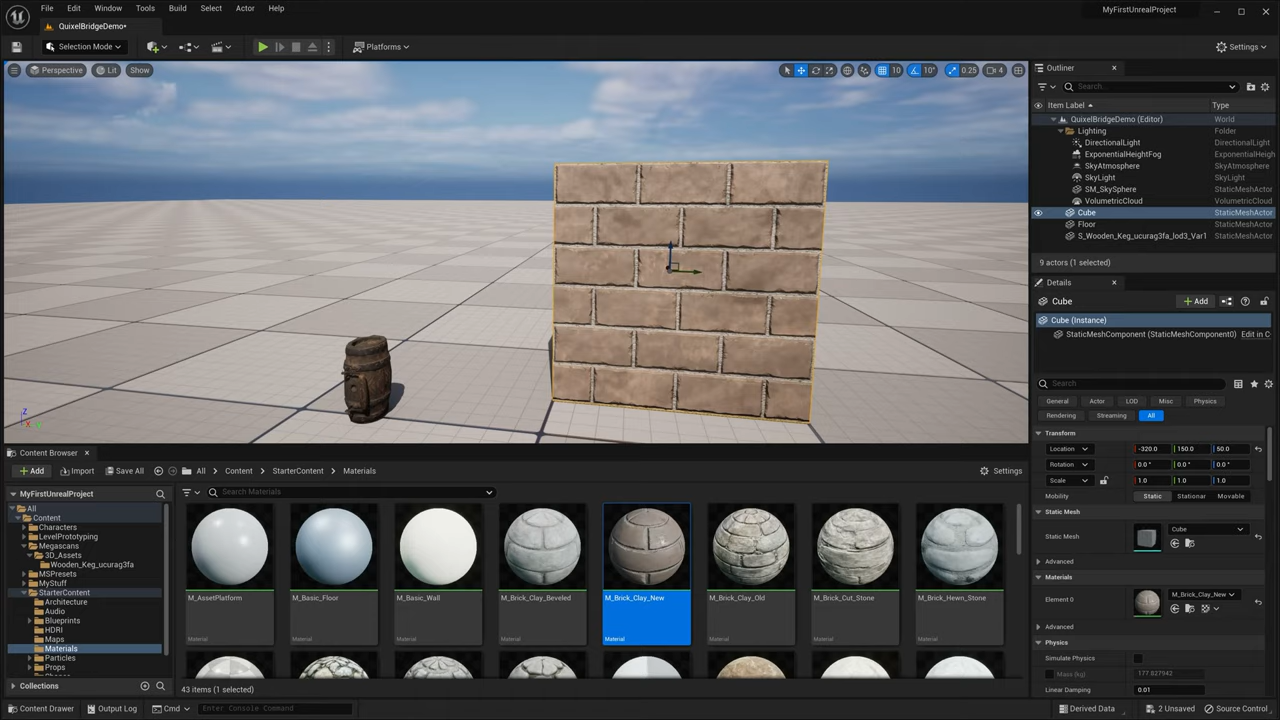 File Edit Window Tools Build Select Actor Help
MyFirstUnrealProject
QuixelBridgeDemo*
Selection Mode
Platforms
Settings
Perspective Lit Show
10 10° 0.25 4
Outliner
Search...
Item Label Type
QuixelBridgeDemo (Editor) World
Lighting Folder
DirectionalLight DirectionalLight
ExponentialHeightFog ExponentialHeigh
SkyAtmosphere SkyAtmosphere
SkyLight SkyLight
SM_SkySphere StaticMeshActor
VolumetricCloud VolumetricCloud
Cube StaticMeshActor
Floor StaticMeshActor
S_Wooden_Keg_ucurag3fa_lod3_Var1 StaticMeshActor
9 actors (1 selected)
Details
Cube
Add
Cube (Instance)
StaticMeshComponent (StaticMeshComponent0) Edit in C
Search
General Actor LOD Misc Physics
Rendering Streaming All
Transform
Location -320.0 150.0 50.0
Rotation 0.0° 0.0° 0.0°
Scale 1.0 1.0 1.0
Mobility Static Stationar Movable
Static Mesh
Static Mesh Cube
Advanced
Materials
Element 0 M_Brick_Clay_New
Advanced
Physics
Simulate Physics
Mass (kg) 177.827942
Linear Damping 0.01
Z
Content Browser
Add Import Save All All Content StarterContent Materials Settings
MyFirstUnrealProject
Search Materials
All
Content
Characters
LevelPrototyping
Megascans
3D_Assets
Wooden_Keg_ucurag3fa
MSPresets
MyStuff
StarterContent
Architecture
Audio
Blueprints
HDRI
Maps
Materials
Particles
Props
Collections
M_AssetPlatform M_Basic_Floor M_Basic_Wall M_Brick_Clay_Beveled M_Brick_Clay_New M_Brick_Clay_Old M_Brick_Cut_Stone M_Brick_Hewn_Stone
Material Material Material Material Material Material Material Material
43 items (1 selected)
Content Drawer Output Log Cmd Enter Console Command
Derived Data 2 Unsaved Source Control